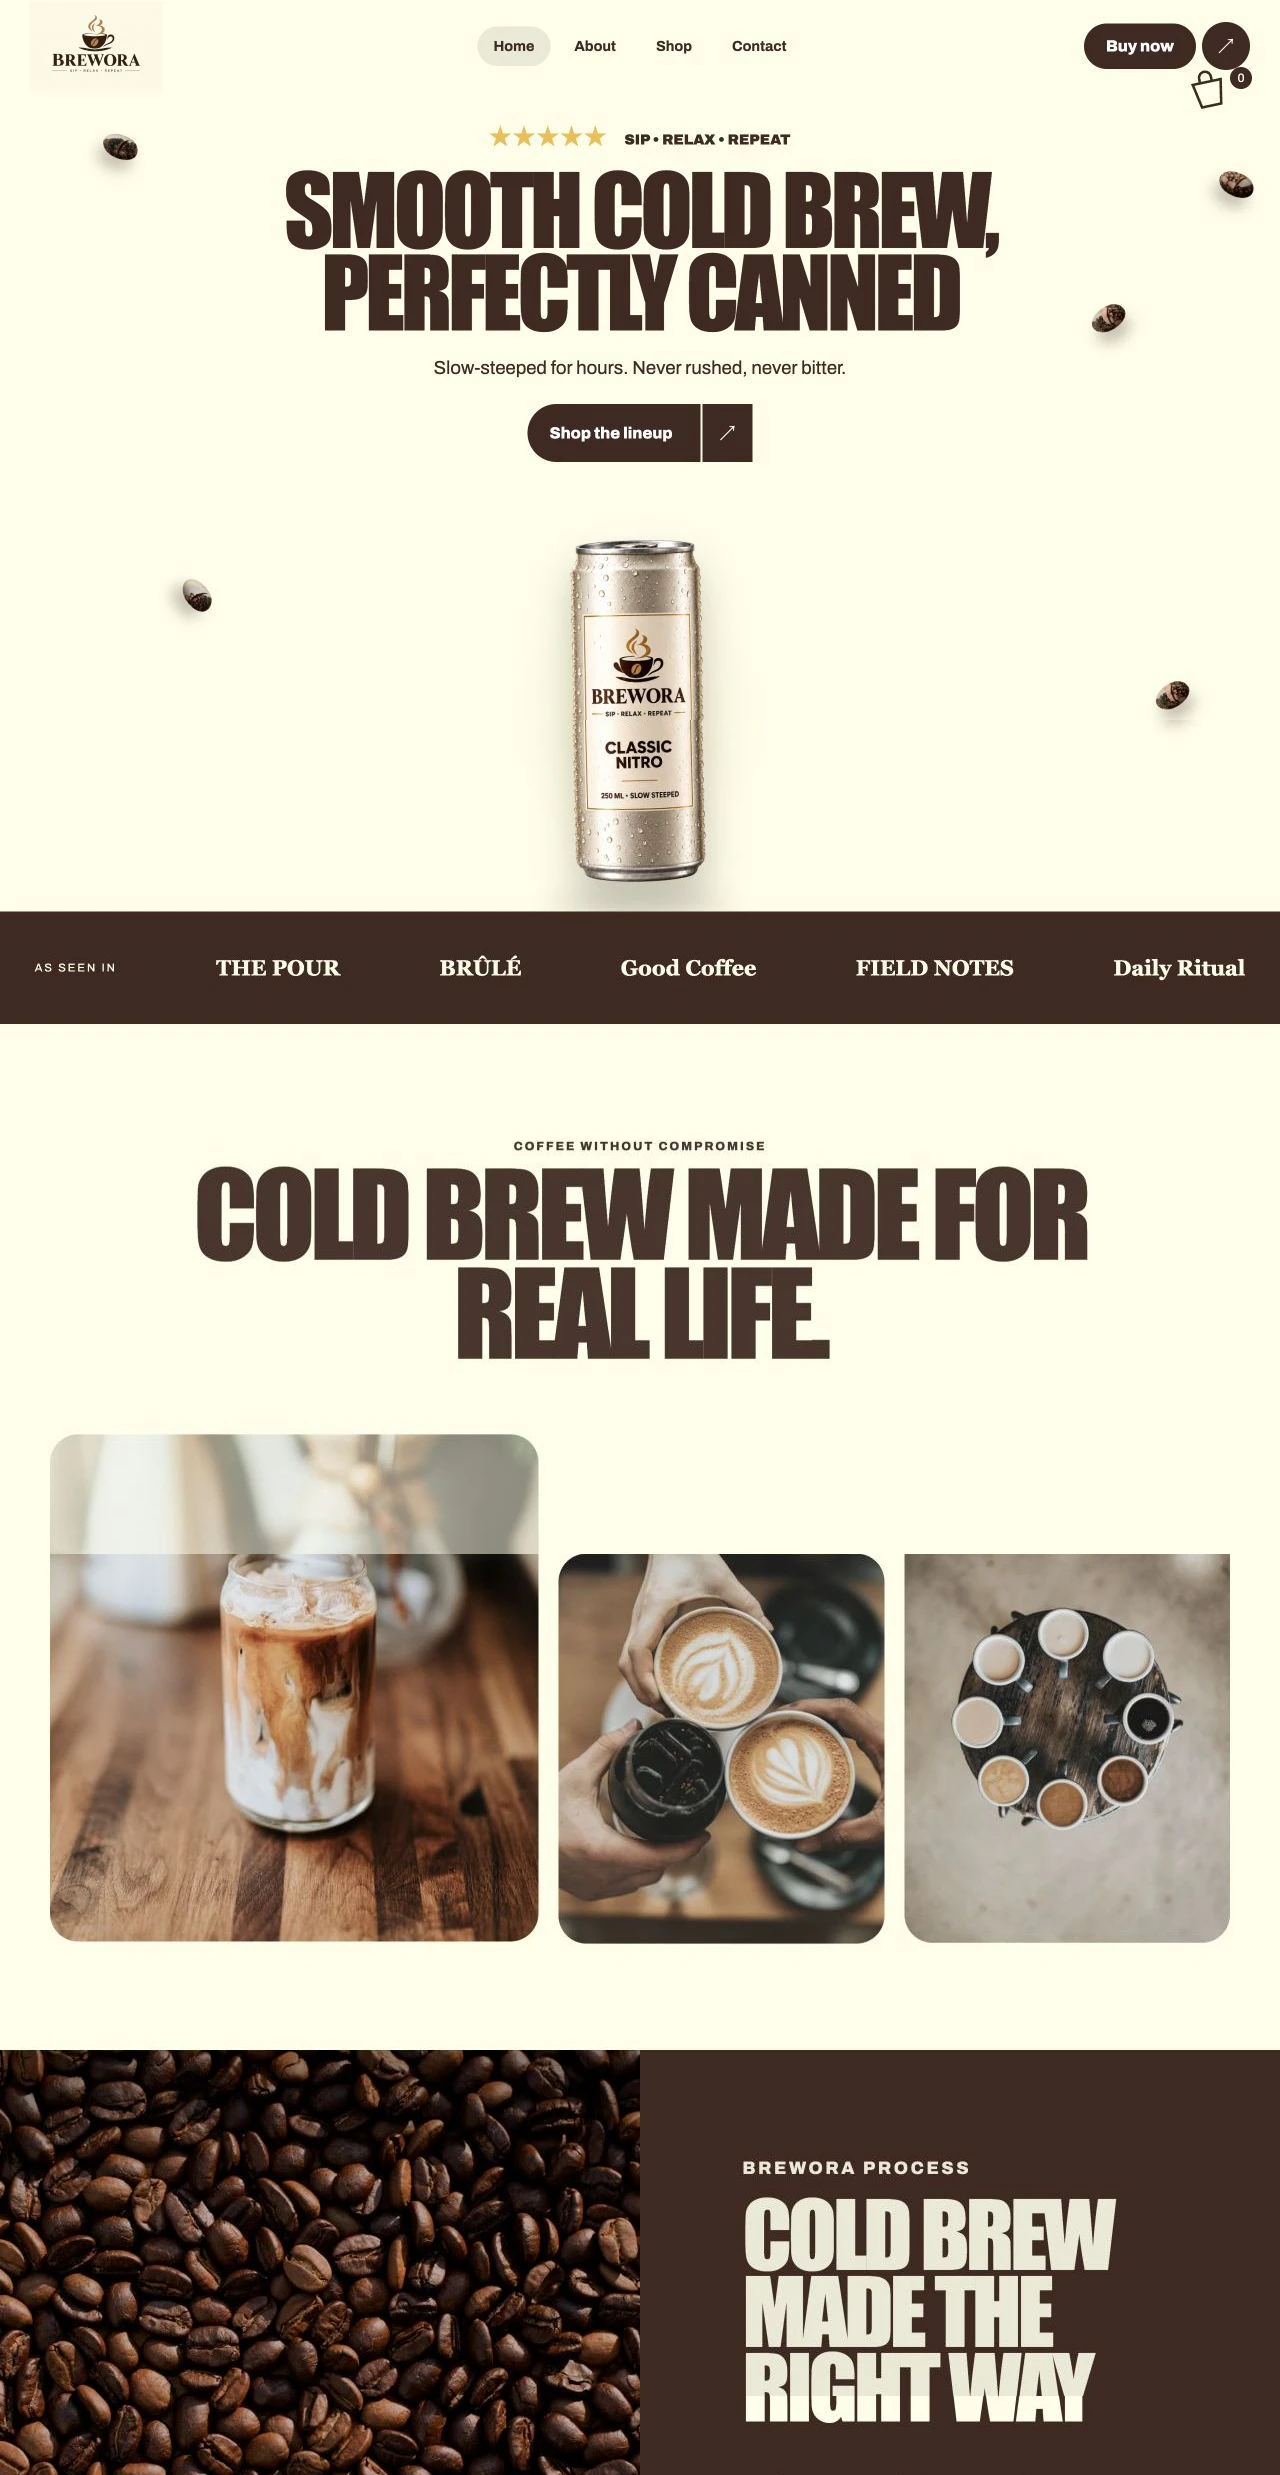 BREWORA
SIP • RELAX • REPEAT
Home
About
Shop
Contact
Buy now
0
SIP • RELAX • REPEAT
SMOOTH COLD BREW,
PERFECTLY CANNED
Slow-steeped for hours. Never rushed, never bitter.
Shop the lineup
BREWORA
SIP • RELAX • REPEAT
CLASSIC
NITRO
250 ML • SLOW STEEPED
AS SEEN IN
THE POUR
BRÛLÉ
Good Coffee
FIELD NOTES
Daily Ritual
COFFEE WITHOUT COMPROMISE
COLD BREW MADE FOR
REAL LIFE.
BREWORA PROCESS
COLD BREW
MADE THE
RIGHT WAY